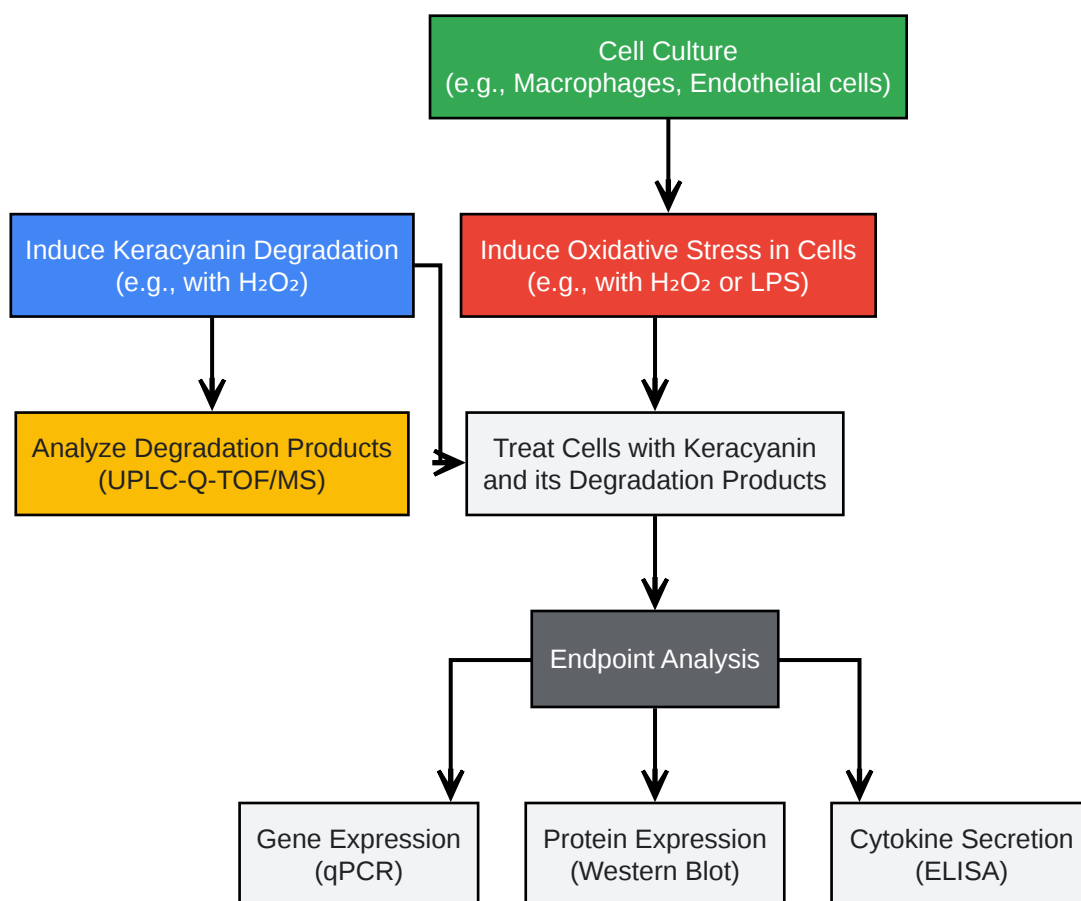 Cell Culture
(e.g., Macrophages, Endothelial cells)
Induce Keracyanin Degradation
(e.g., with H₂O₂)
Induce Oxidative Stress in Cells
(e.g., with H₂O₂ or LPS)
Analyze Degradation Products
(UPLC-Q-TOF/MS)
Treat Cells with Keracyanin
and its Degradation Products
Endpoint Analysis
Gene Expression
(qPCR)
Protein Expression
(Western Blot)
Cytokine Secretion
(ELISA)